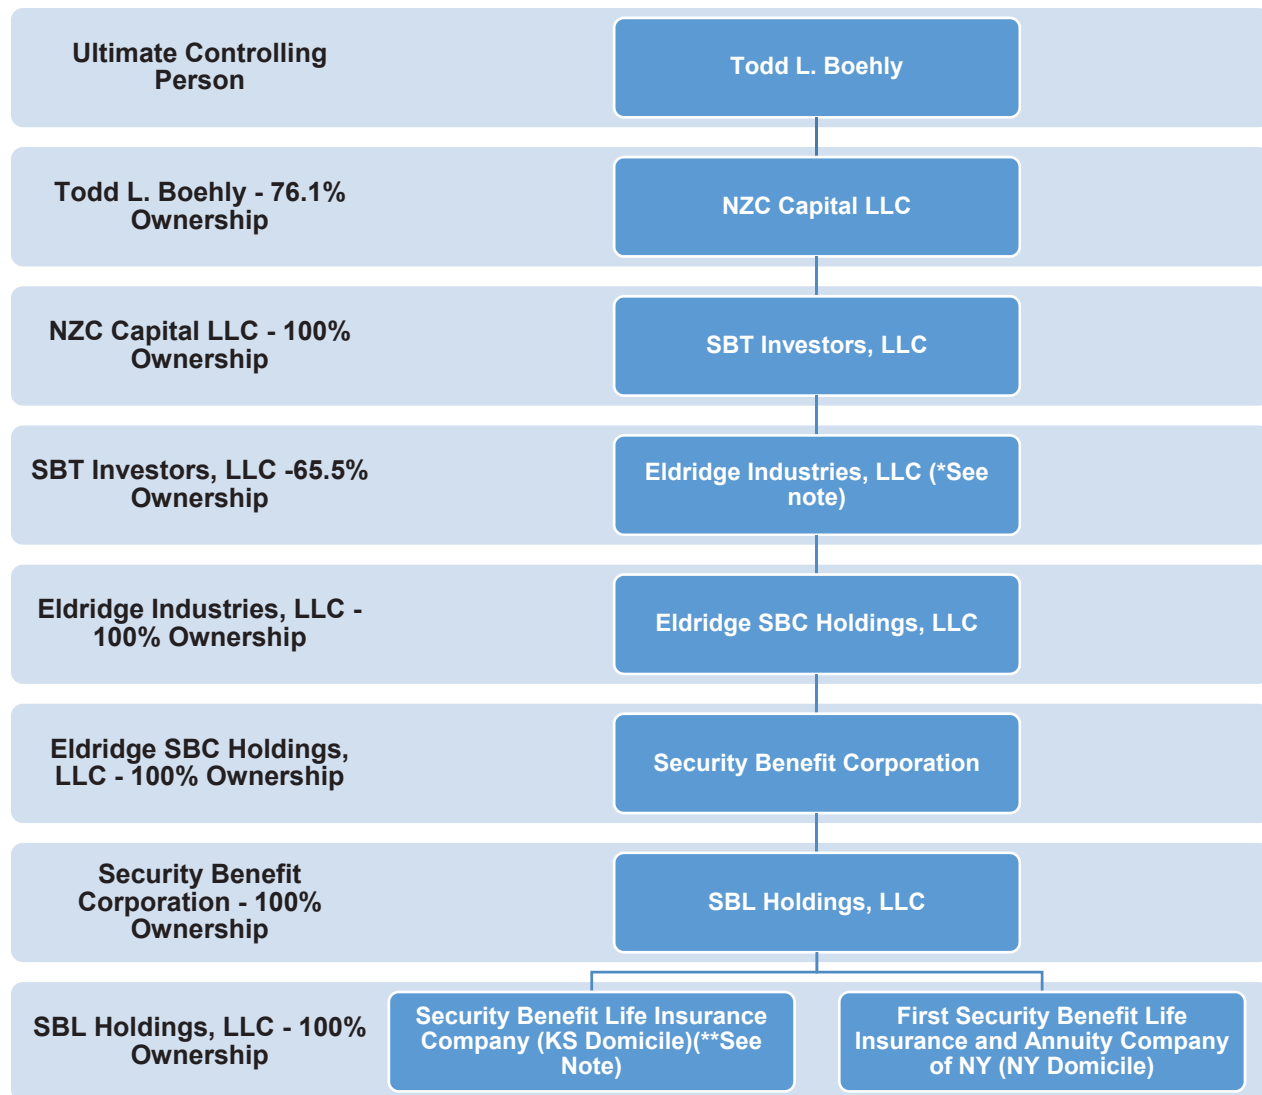 Ultimate Controlling
Person
Todd L. Boehly
Todd L. Boehly - 76.1%
Ownership
NZC Capital LLC
NZC Capital LLC - 100%
Ownership
SBT Investors, LLC
SBT Investors, LLC -65.5%
Ownership
Eldridge Industries, LLC (*See
note)
Eldridge Industries, LLC -
100% Ownership
Eldridge SBC Holdings, LLC
Eldridge SBC Holdings,
LLC - 100% Ownership
Security Benefit Corporation
Security Benefit
Corporation - 100%
Ownership
SBL Holdings, LLC
SBL Holdings, LLC - 100%
Ownership
Security Benefit Life Insurance
Company (KS Domicile)(**See
Note)
First Security Benefit Life
Insurance and Annuity Company
of NY (NY Domicile)